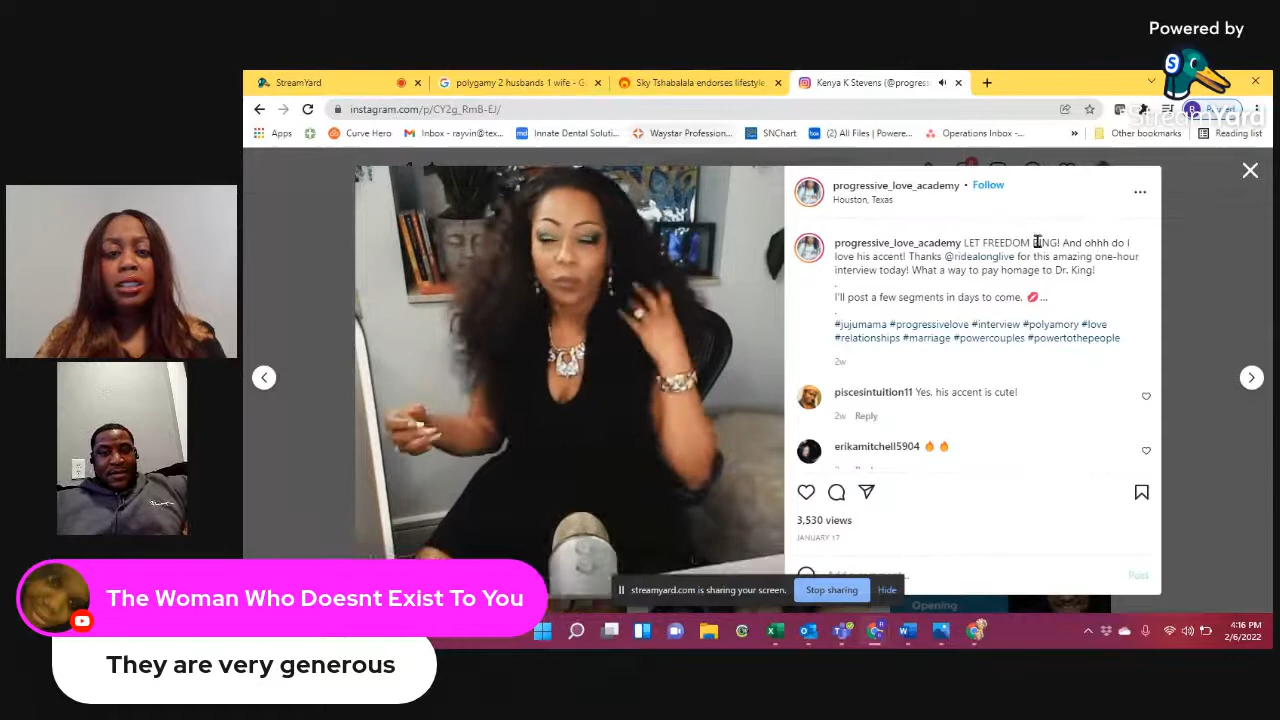 Powered by
StreamYard
StreamYard
polygamy 2 husbands 1 wife - G
Sky Tshabalala endorses lifestyle
Kenya K Stevens (@progress
instagram.com/p/CY2g_RmB-EJ/
Apps
Curve Hero
Inbox - rayvin@tex...
Innate Dental Soluti...
Waystar Profession...
SNChart
(2) All Files | Powere...
Operations Inbox -...
Other bookmarks
Reading list
progressive_love_academy • Follow
Houston, Texas
progressive_love_academy LET FREEDOM RING! And ohhh do I
love his accent! Thanks @ridealonglive for this amazing one-hour
interview today! What a way to pay homage to Dr. King!
.
I'll post a few segments in days to come. 💋...
.
#jujumama #progressivelove #interview #polyamory #love
#relationships #marriage #powercouples #powertothepeople
2w
piscesintuition11 Yes, his accent is cute!
2w Reply
erikamitchell5904 🔥 🔥
3,530 views
JANUARY 17
Post
streamyard.com is sharing your screen.
Stop sharing
Hide
Opening
4:16 PM
2/6/2022
The Woman Who Doesnt Exist To You
They are very generous